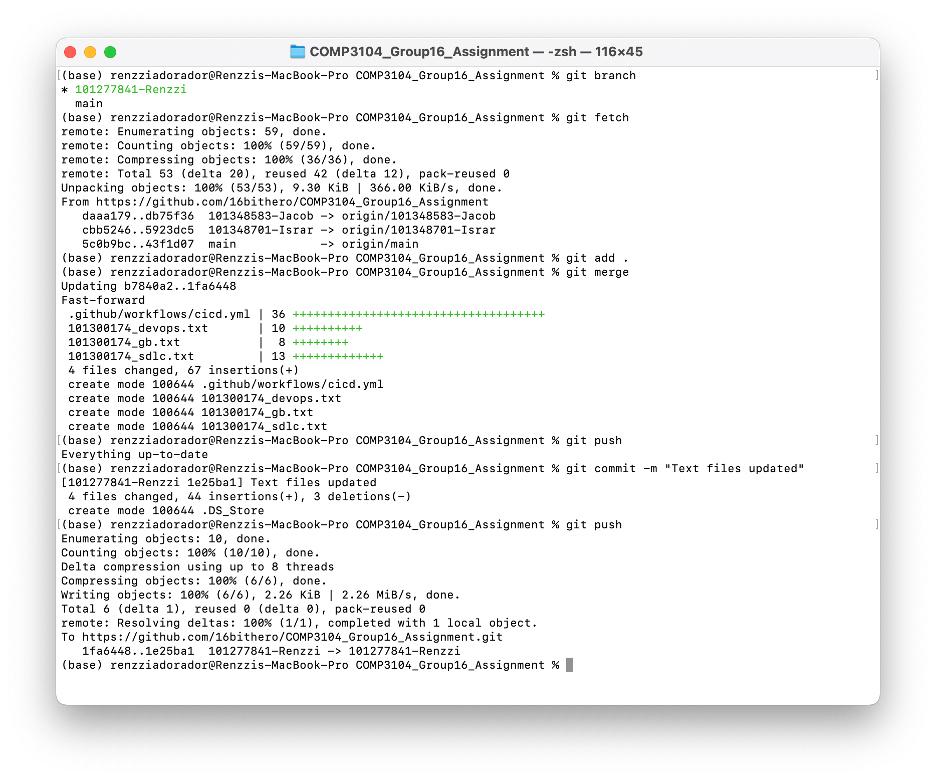 COMP3104_Group16_Assignment — -zsh — 116×45
[(base) renzziadorador@Renzzis-MacBook-Pro COMP3104_Group16_Assignment % git branch ]
* 101277841-Renzzi
  main
(base) renzziadorador@Renzzis-MacBook-Pro COMP3104_Group16_Assignment % git fetch
remote: Enumerating objects: 59, done.
remote: Counting objects: 100% (59/59), done.
remote: Compressing objects: 100% (36/36), done.
remote: Total 53 (delta 20), reused 42 (delta 12), pack-reused 0
Unpacking objects: 100% (53/53), 9.30 KiB | 366.00 KiB/s, done.
From https://github.com/16bithero/COMP3104_Group16_Assignment
   daaa179..db75f36  101348583-Jacob -> origin/101348583-Jacob
   cbb5246..5923dc5  101348701-Israr -> origin/101348701-Israr
   5c0b9bc..43f1d07  main            -> origin/main
(base) renzziadorador@Renzzis-MacBook-Pro COMP3104_Group16_Assignment % git add .
(base) renzziadorador@Renzzis-MacBook-Pro COMP3104_Group16_Assignment % git merge
Updating b7840a2..1fa6448
Fast-forward
 .github/workflows/cicd.yml | 36 ++++++++++++++++++++++++++++++++++++
 101300174_devops.txt       | 10 ++++++++++
 101300174_gb.txt           |  8 ++++++++
 101300174_sdlc.txt         | 13 +++++++++++++
 4 files changed, 67 insertions(+)
 create mode 100644 .github/workflows/cicd.yml
 create mode 100644 101300174_devops.txt
 create mode 100644 101300174_gb.txt
 create mode 100644 101300174_sdlc.txt
[(base) renzziadorador@Renzzis-MacBook-Pro COMP3104_Group16_Assignment % git push ]
Everything up-to-date
[(base) renzziadorador@Renzzis-MacBook-Pro COMP3104_Group16_Assignment % git commit -m "Text files updated" ]
[101277841-Renzzi 1e25ba1] Text files updated
 4 files changed, 44 insertions(+), 3 deletions(-)
 create mode 100644 .DS_Store
[(base) renzziadorador@Renzzis-MacBook-Pro COMP3104_Group16_Assignment % git push ]
Enumerating objects: 10, done.
Counting objects: 100% (10/10), done.
Delta compression using up to 8 threads
Compressing objects: 100% (6/6), done.
Writing objects: 100% (6/6), 2.26 KiB | 2.26 MiB/s, done.
Total 6 (delta 1), reused 0 (delta 0), pack-reused 0
remote: Resolving deltas: 100% (1/1), completed with 1 local object.
To https://github.com/16bithero/COMP3104_Group16_Assignment.git
   1fa6448..1e25ba1  101277841-Renzzi -> 101277841-Renzzi
(base) renzziadorador@Renzzis-MacBook-Pro COMP3104_Group16_Assignment %